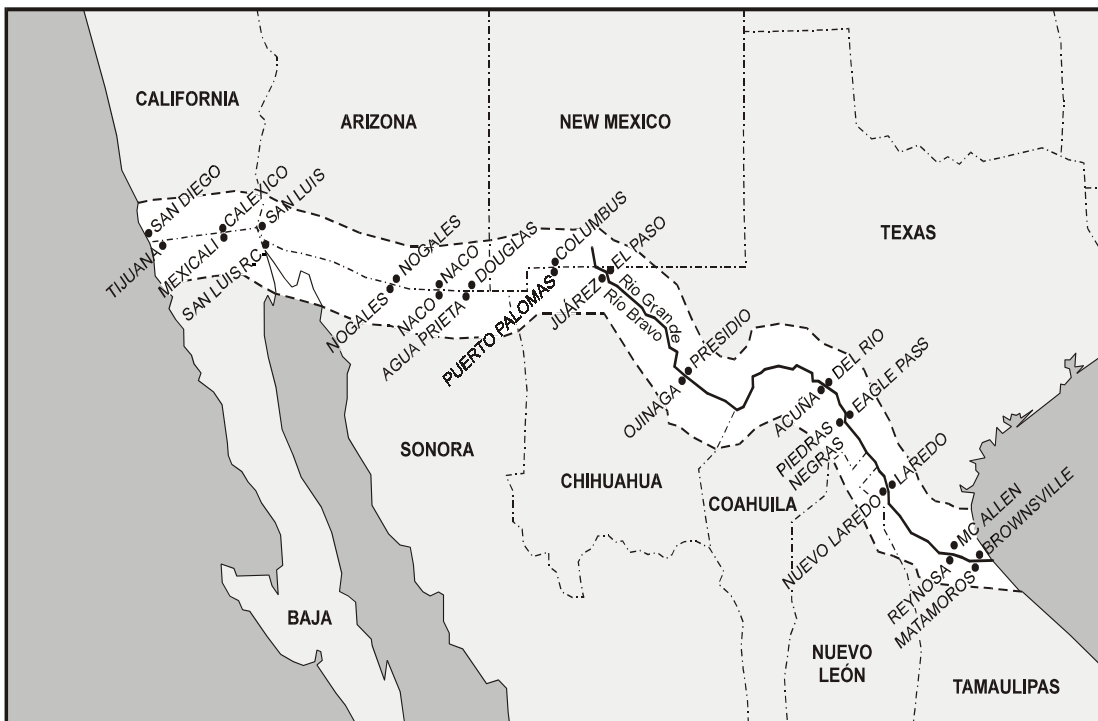 CALIFORNIA
ARIZONA
NEW MEXICO
TEXAS
SAN DIEGO
CALEXICO
SAN LUIS
TIJUANA
MEXICALI
SAN LUIS R.C.
NOGALES
NACO
DOUGLAS
COLUMBUS
EL PASO
NOGALES
NACO
AGUA PRIETA
PUERTO PALOMAS
JUÁREZ
Río Grande
Río Bravo
PRESIDIO
OJINAGA
DEL RIO
ACUÑA
EAGLE PASS
PIEDRAS
NEGRAS
LAREDO
NUEVO LAREDO
MC ALLEN
BROWNSVILLE
REYNOSA
MATAMOROS
SONORA
CHIHUAHUA
COAHUILA
BAJA
NUEVO
LEÓN
TAMAULIPAS